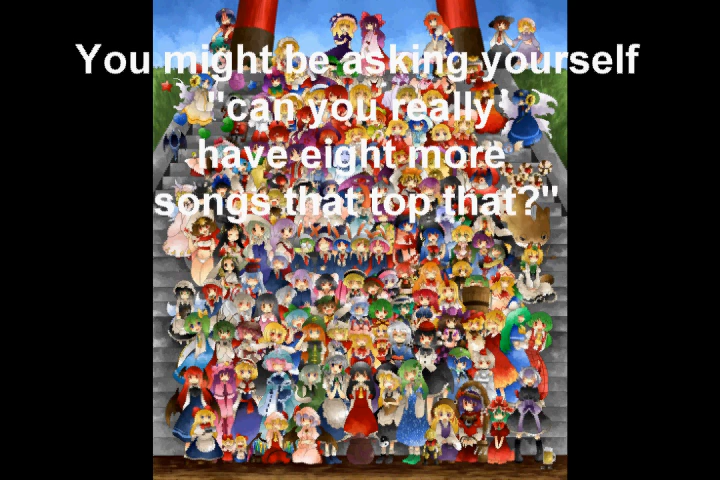 You might be asking yourself
"can you really
have eight more
songs that top that?"